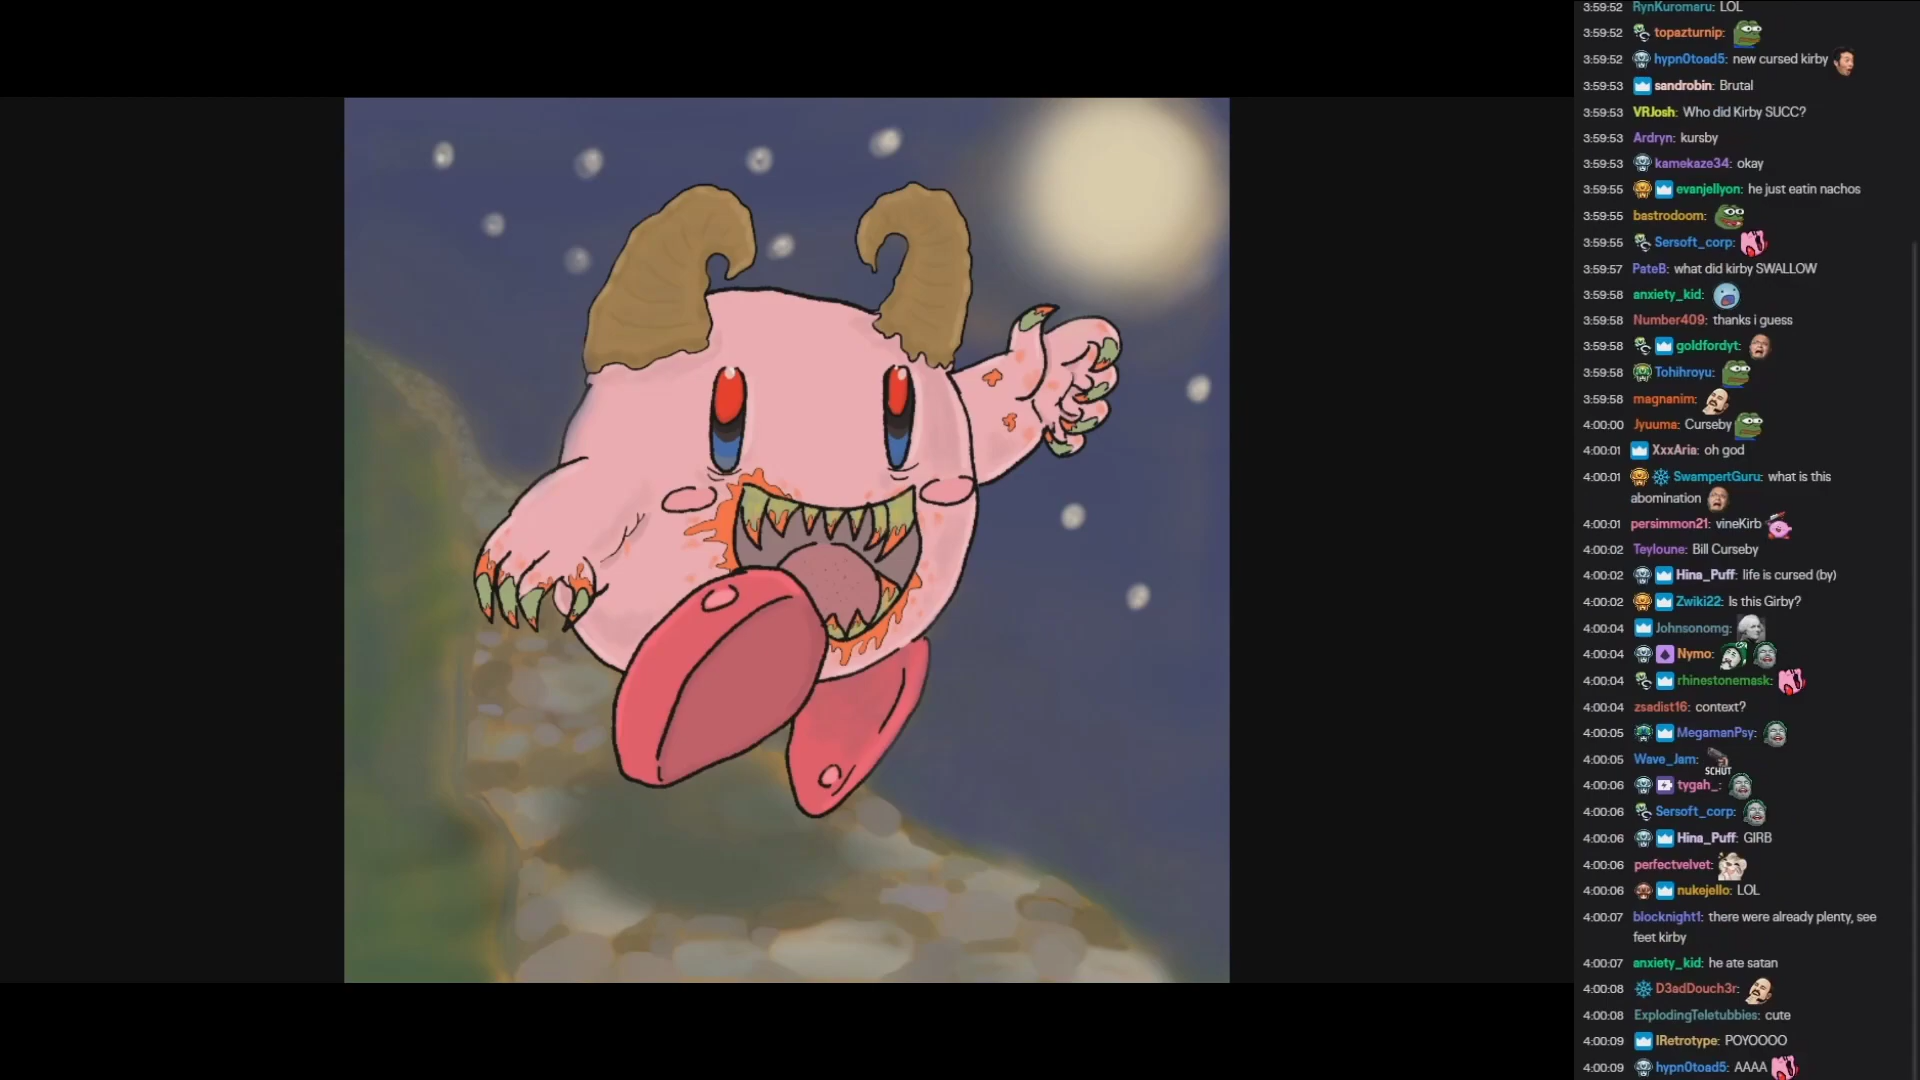 3:59:52 RynKuromaru: LOL
3:59:52 topazturnip:
3:59:52 hypn0toad5: new cursed kirby
3:59:53 sandrobin: Brutal
3:59:53 VRJosh: Who did Kirby SUCC?
3:59:53 Ardryn: kursby
3:59:53 kamekaze34: okay
3:59:55 evanjellyon: he just eatin nachos
3:59:55 bastrodoom:
3:59:55 Sersoft_corp:
3:59:57 PateB: what did kirby SWALLOW
3:59:58 anxiety_kid:
3:59:58 Number409: thanks i guess
3:59:58 goldfordyt:
3:59:58 Tohihroyu:
3:59:58 magnanim:
4:00:00 Jyuuma: Curseby
4:00:01 XxxAria: oh god
4:00:01 SwampertGuru: what is this
abomination
4:00:01 persimmon21: vineKirb
4:00:02 Teyloune: Bill Curseby
4:00:02 Hina_Puff: life is cursed (by)
4:00:02 Zwiki22: Is this Girby?
4:00:04 Johnsonomg:
4:00:04 Nymo:
4:00:04 rhinestonemask:
4:00:04 zsadist16: context?
4:00:05 MegamanPsy:
4:00:05 Wave_Jam: SCHUT
4:00:06 tygah_:
4:00:06 Sersoft_corp:
4:00:06 Hina_Puff: GIRB
4:00:06 perfectvelvet:
4:00:06 nukejello: LOL
4:00:07 blocknight1: there were already plenty, see
feet kirby
4:00:07 anxiety_kid: he ate satan
4:00:08 D3adDouch3r:
4:00:08 ExplodingTeletubbies: cute
4:00:09 IRetrotype: POYOOOO
4:00:09 hypn0toad5: AAAA